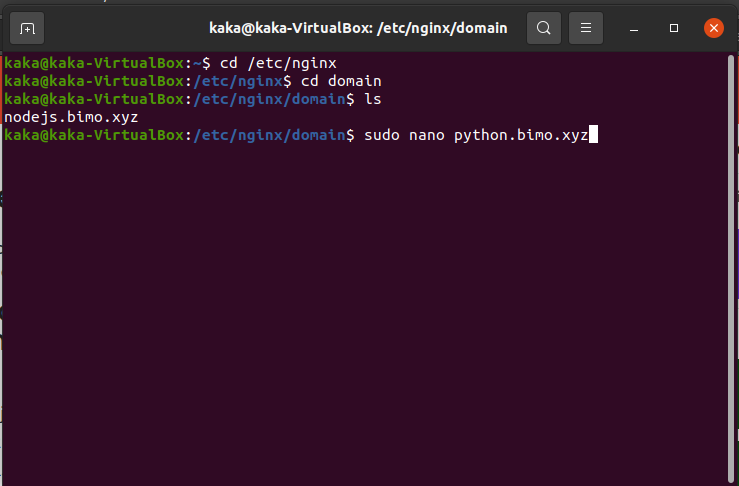 kaka@kaka-VirtualBox: /etc/nginx/domain
kaka@kaka-VirtualBox:~$ cd /etc/nginx
kaka@kaka-VirtualBox:/etc/nginx$ cd domain
kaka@kaka-VirtualBox:/etc/nginx/domain$ ls
nodejs.bimo.xyz
kaka@kaka-VirtualBox:/etc/nginx/domain$ sudo nano python.bimo.xyz